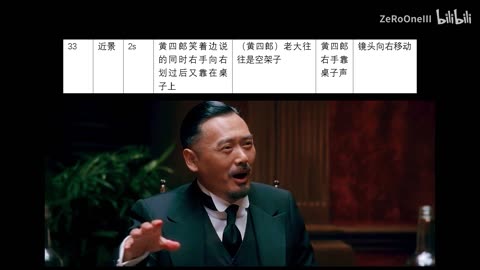 ZeRoOneIII bilibili
33 近景 2s 黄四郎笑着边说 （黄四郎）老大往 黄四郎 镜头向右移动
的同时右手向右 往是空架子 右手靠
划过后又靠在桌 桌子声
子上